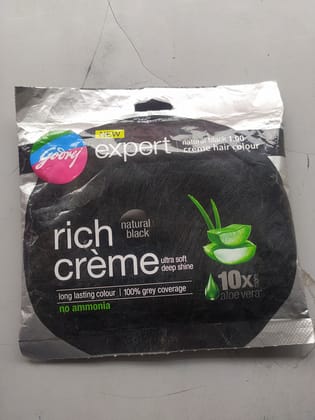 NEW
Godrej
expert
natural black 1.00
crème hair colour
natural
black
rich
crème
ultra soft
deep shine
long lasting colour | 100% grey coverage
no ammonia
10x
aloe vera